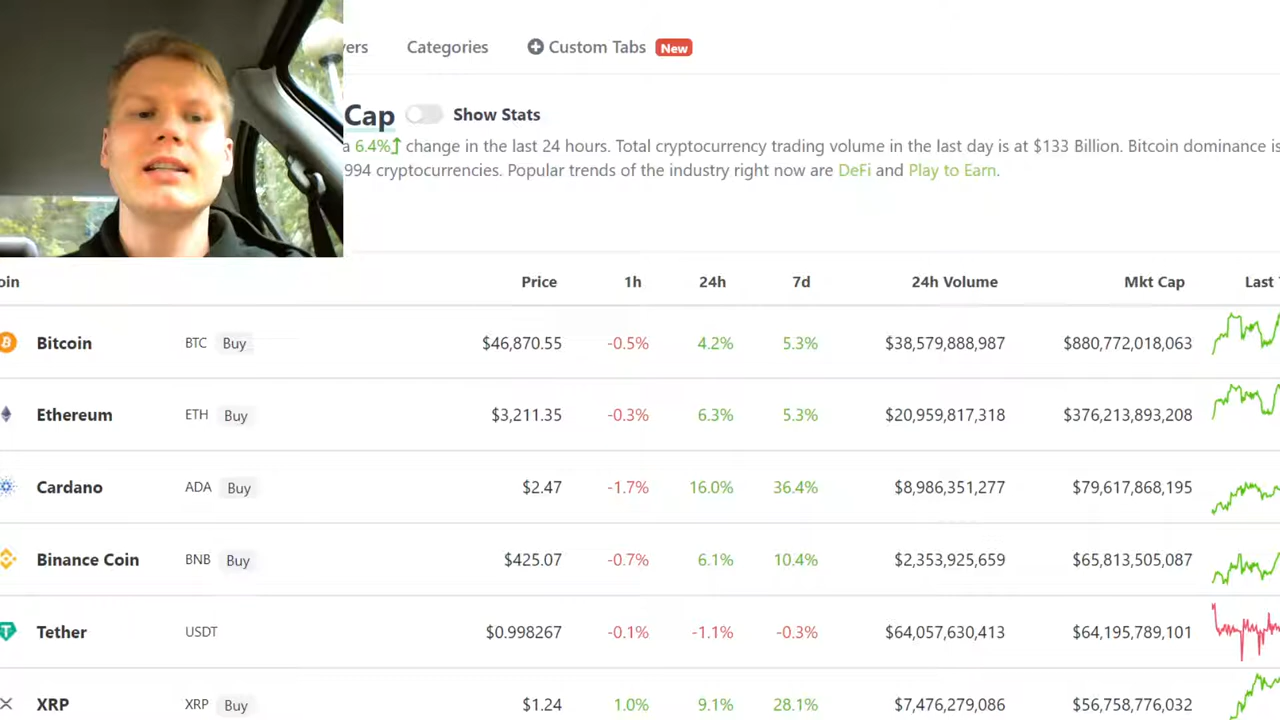 ers Categories Custom Tabs New
Cap Show Stats
a 6.4% change in the last 24 hours. Total cryptocurrency trading volume in the last day is at $133 Billion. Bitcoin dominance is
994 cryptocurrencies. Popular trends of the industry right now are DeFi and Play to Earn.
oin Price 1h 24h 7d 24h Volume Mkt Cap Last
Bitcoin BTC Buy $46,870.55 -0.5% 4.2% 5.3% $38,579,888,987 $880,772,018,063
Ethereum ETH Buy $3,211.35 -0.3% 6.3% 5.3% $20,959,817,318 $376,213,893,208
Cardano ADA Buy $2.47 -1.7% 16.0% 36.4% $8,986,351,277 $79,617,868,195
Binance Coin BNB Buy $425.07 -0.7% 6.1% 10.4% $2,353,925,659 $65,813,505,087
Tether USDT $0.998267 -0.1% -1.1% -0.3% $64,057,630,413 $64,195,789,101
XRP XRP Buy $1.24 1.0% 9.1% 28.1% $7,476,279,086 $56,758,776,032